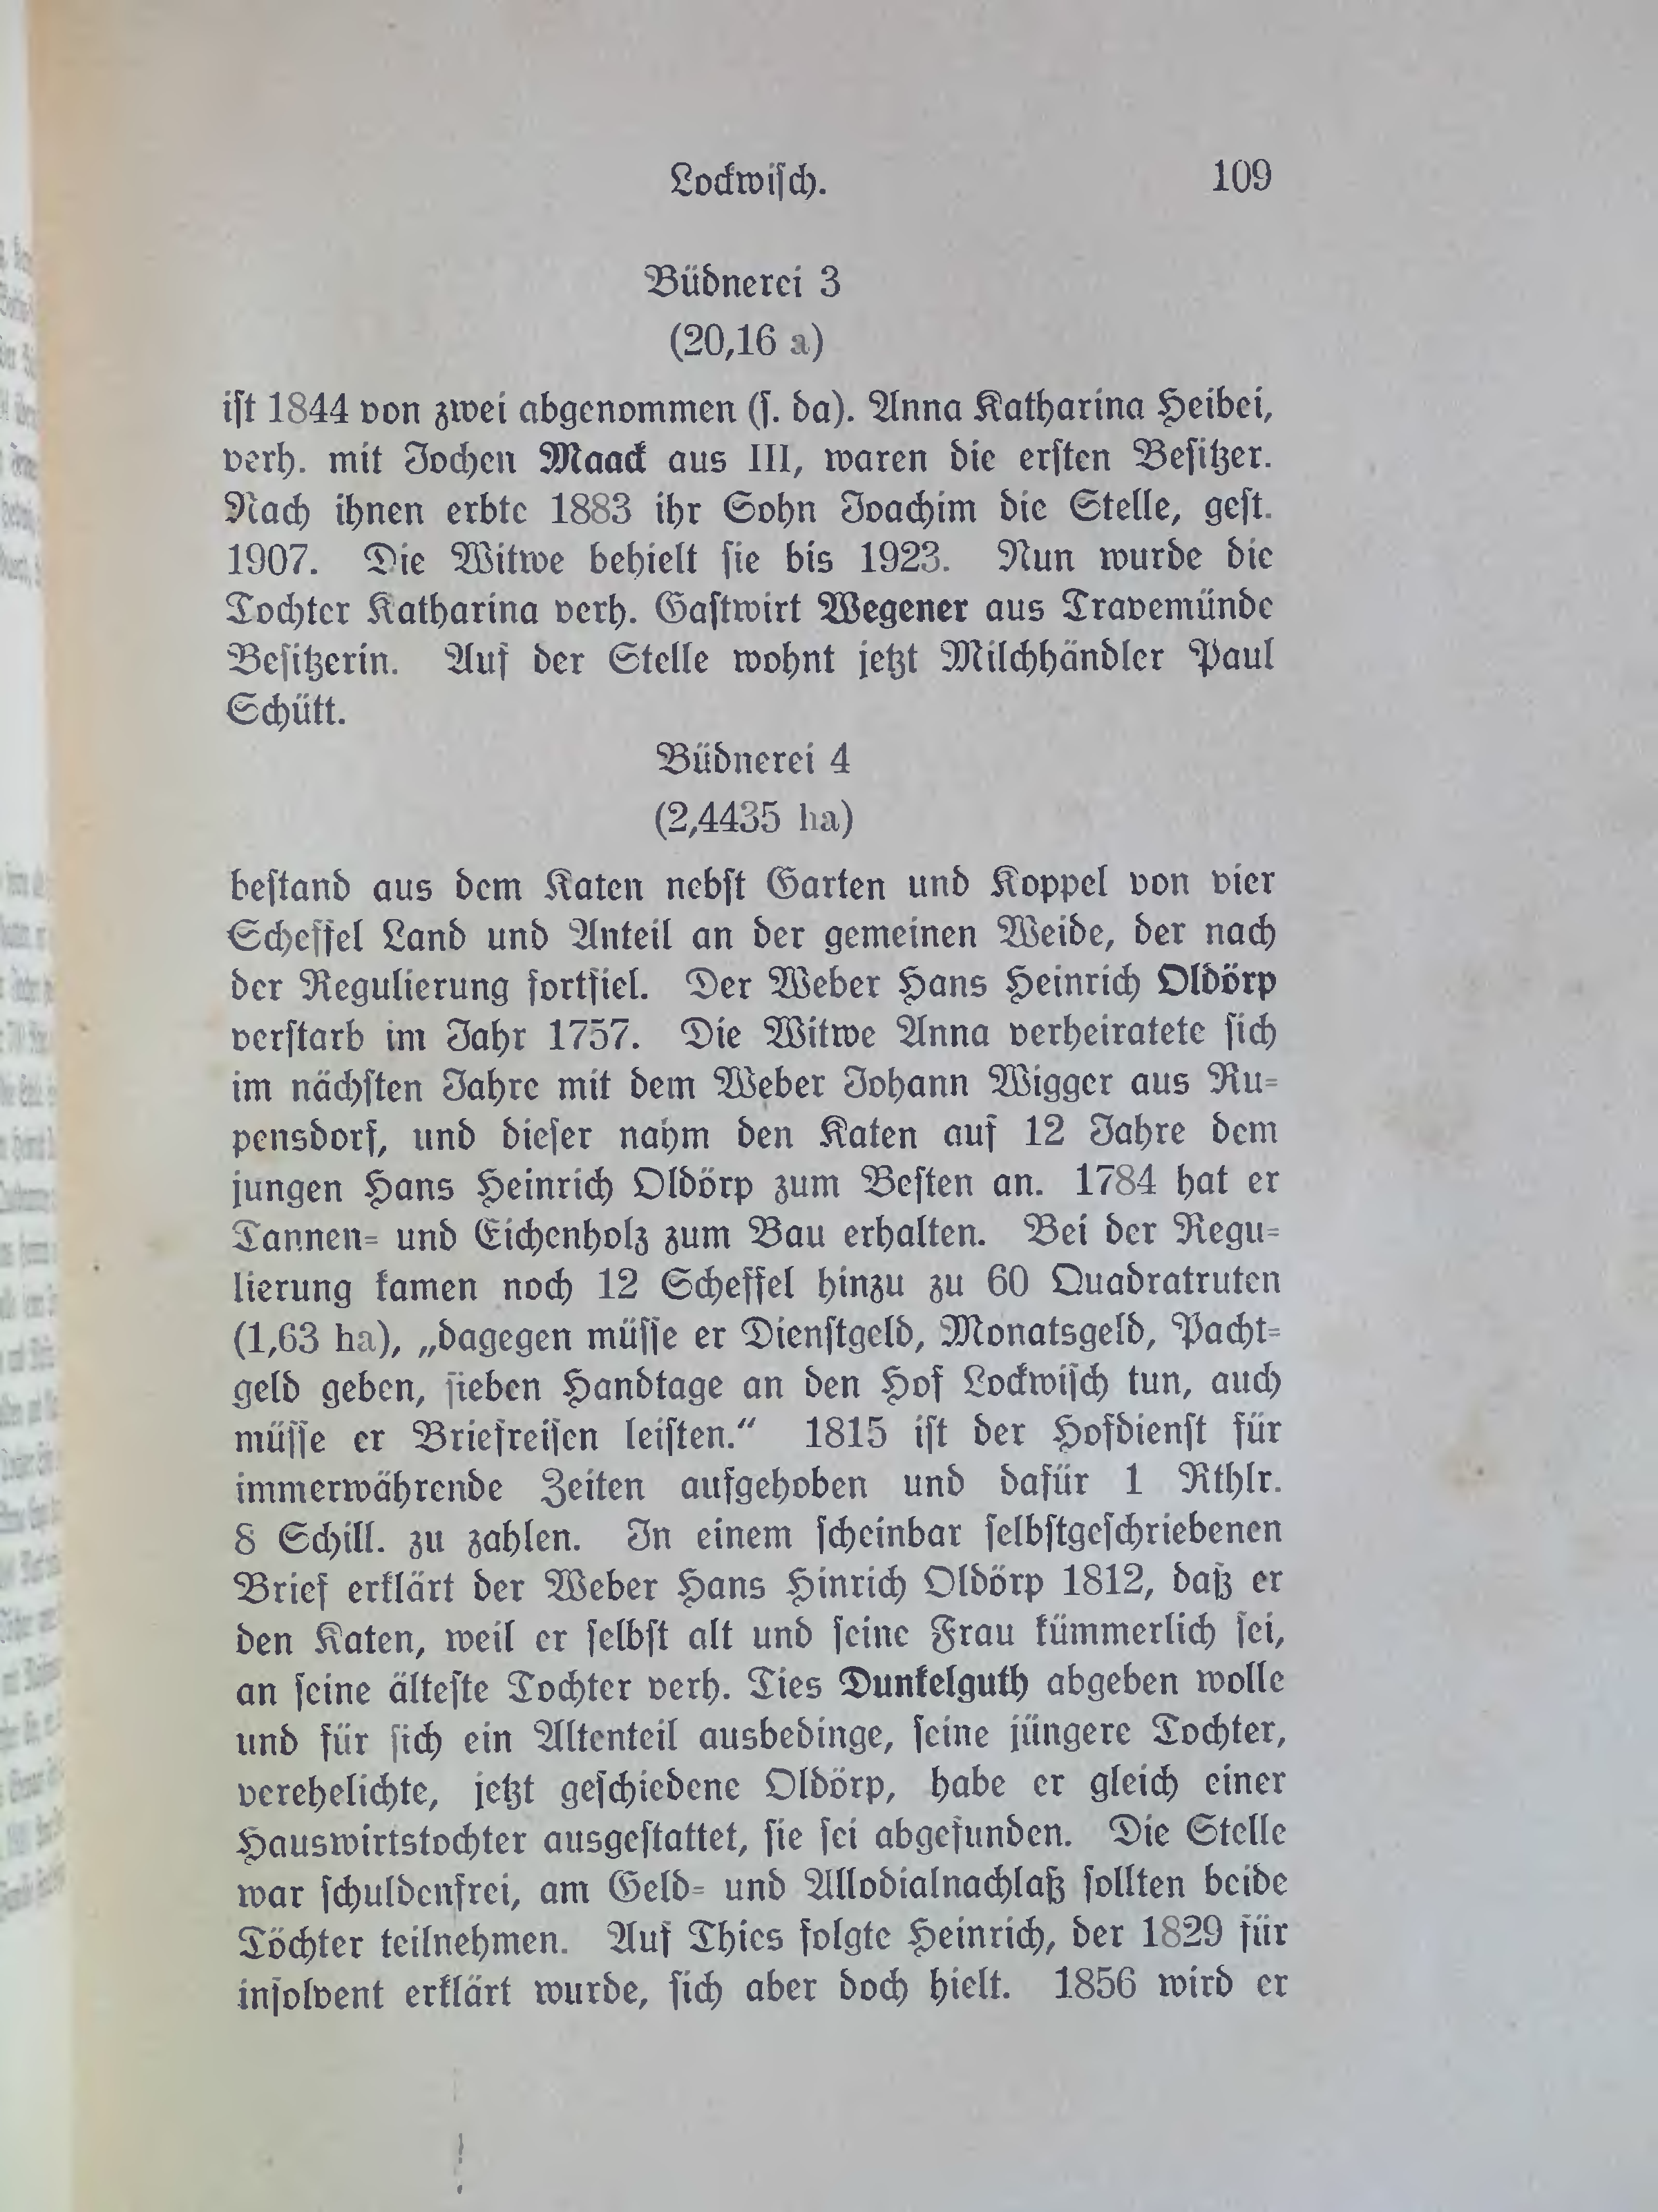 Lockwisch.
109
Büdnerei 3
(20,16 a)
ist 1844 von zwei abgenommen (s. da). Anna Katharina Heibei,
verh. mit Jochen Maack aus III, waren die ersten Besitzer.
Nach ihnen erbte 1883 ihr Sohn Joachim die Stelle, gest.
1907. Die Witwe behielt sie bis 1923. Nun wurde die
Tochter Katharina verh. Gastwirt Wegener aus Travemünde
Besitzerin. Auf der Stelle wohnt jetzt Milchhändler Paul
Schütt.
Büdnerei 4
(2,4435 ha)
bestand aus dem Katen nebst Garten und Koppel von vier
Scheffel Land und Anteil an der gemeinen Weide, der nach
der Regulierung fortfiel. Der Weber Hans Heinrich Oldörp
verstarb im Jahr 1757. Die Witwe Anna verheiratete sich
im nächsten Jahre mit dem Weber Johann Wigger aus Ru-
pensdorf, und dieser nahm den Katen auf 12 Jahre dem
jungen Hans Heinrich Oldörp zum Besten an. 1784 hat er
Tannen- und Eichenholz zum Bau erhalten. Bei der Regu-
lierung kamen noch 12 Scheffel hinzu zu 60 Quadratruten
(1,63 ha), „dagegen müsse er Dienstgeld, Monatsgeld, Pacht-
geld geben, sieben Handtage an den Hof Lockwisch tun, auch
müsse er Briefreisen leisten.“ 1815 ist der Hofdienst für
immerwährende Zeiten aufgehoben und dafür 1 Rthlr.
8 Schill. zu zahlen. In einem scheinbar selbstgeschriebenen
Brief erklärt der Weber Hans Hinrich Oldörp 1812, daß er
den Katen, weil er selbst alt und seine Frau kümmerlich sei,
an seine älteste Tochter verh. Ties Dunkelguth abgeben wolle
und für sich ein Altenteil ausbedinge, seine jüngere Tochter,
verehelichte, jetzt geschiedene Oldörp, habe er gleich einer
Hauswirtstochter ausgestattet, sie sei abgefunden. Die Stelle
war schuldenfrei, am Geld- und Allodialnachlaß sollten beide
Töchter teilnehmen. Auf Thies folgte Heinrich, der 1829 für
insolvent erklärt wurde, sich aber doch hielt. 1856 wird er